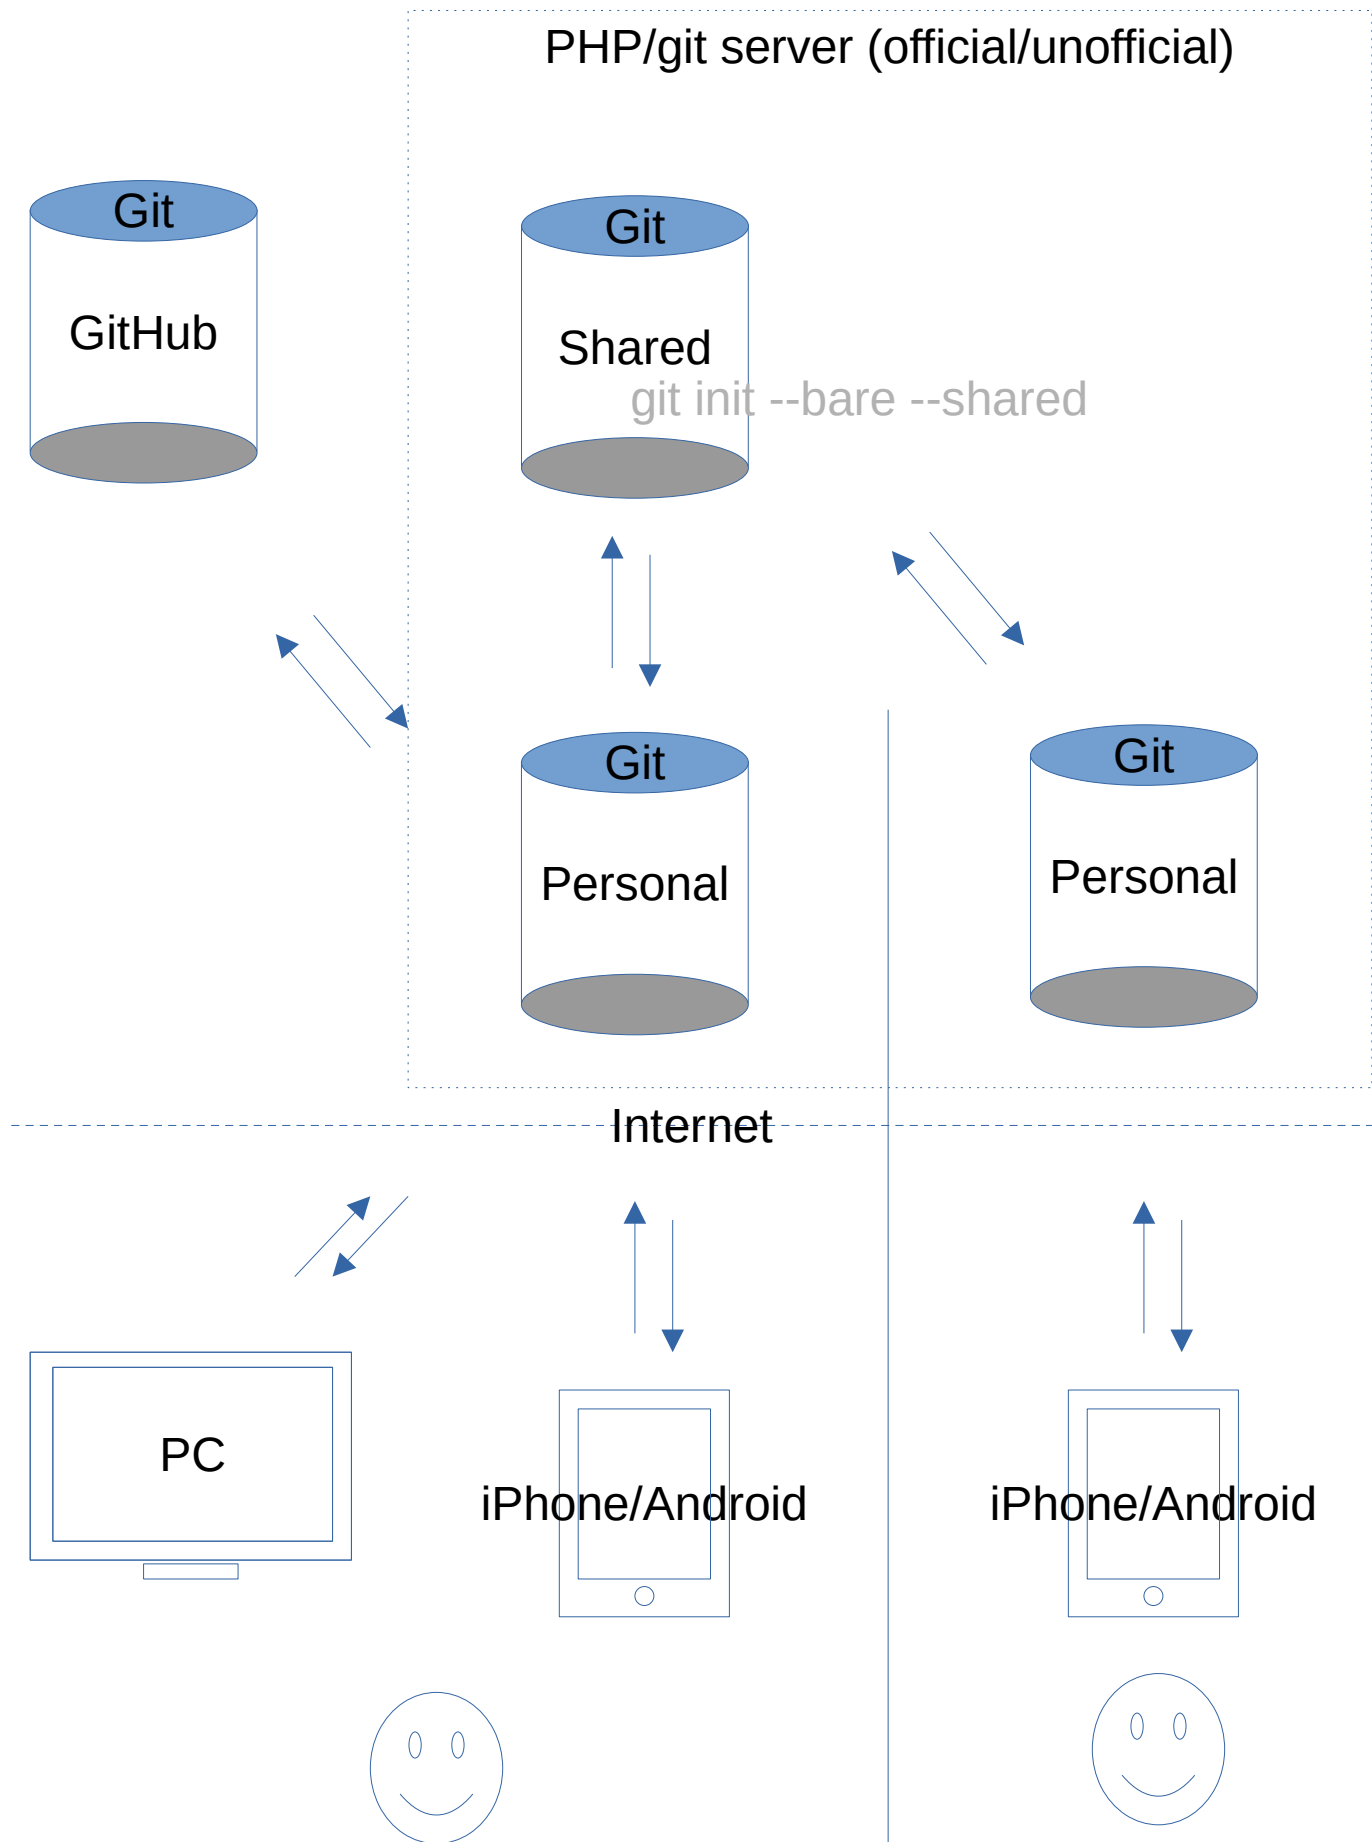 PHP/git server (official/unofficial)
Git
GitHub
Git
Shared
git init --bare --shared
Git
Personal
Git
Personal
Internet
PC
iPhone/Android
iPhone/Android